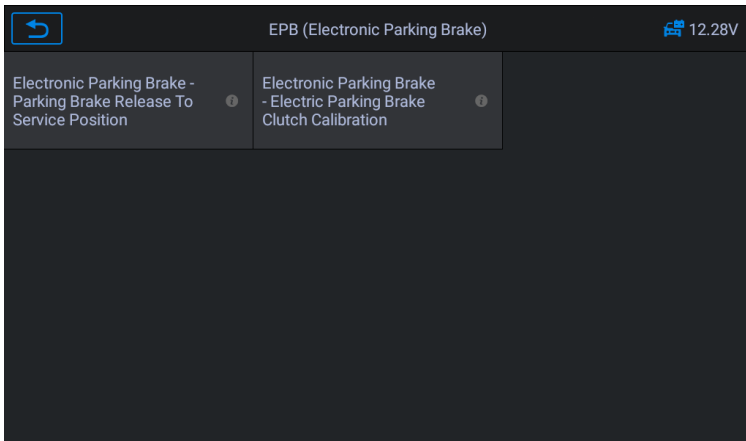 EPB (Electronic Parking Brake)
12.28V
Electronic Parking Brake -
Parking Brake Release To
Service Position
Electronic Parking Brake
- Electric Parking Brake
Clutch Calibration